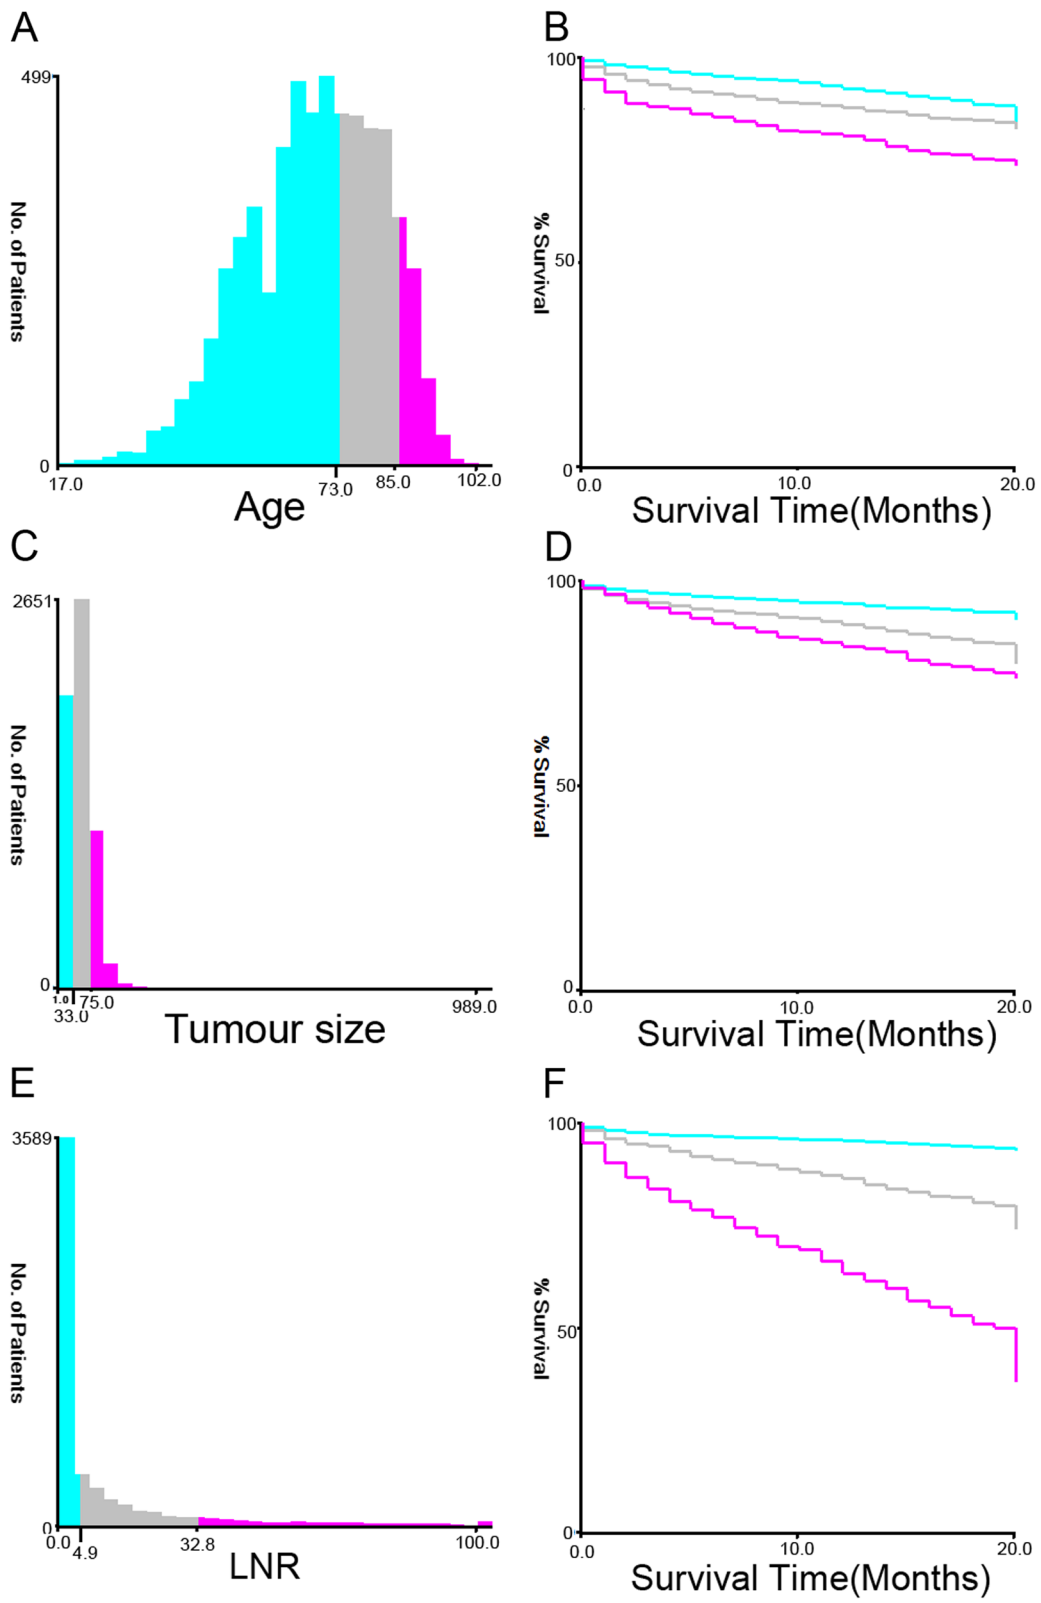 A
499
No. of Patients
0
17.0
73.0
85.0
102.0
Age
B
100
% Survival
50
0
0.0
10.0
20.0
Survival Time(Months)
C
2651
No. of Patients
0
1.0
33.0
75.0
989.0
Tumour size
D
100
% Survival
50
0
0.0
10.0
20.0
Survival Time(Months)
E
3589
No. of Patients
0
0.0
4.9
32.8
100.0
LNR
F
100
% Survival
50
0
0.0
10.0
20.0
Survival Time(Months)